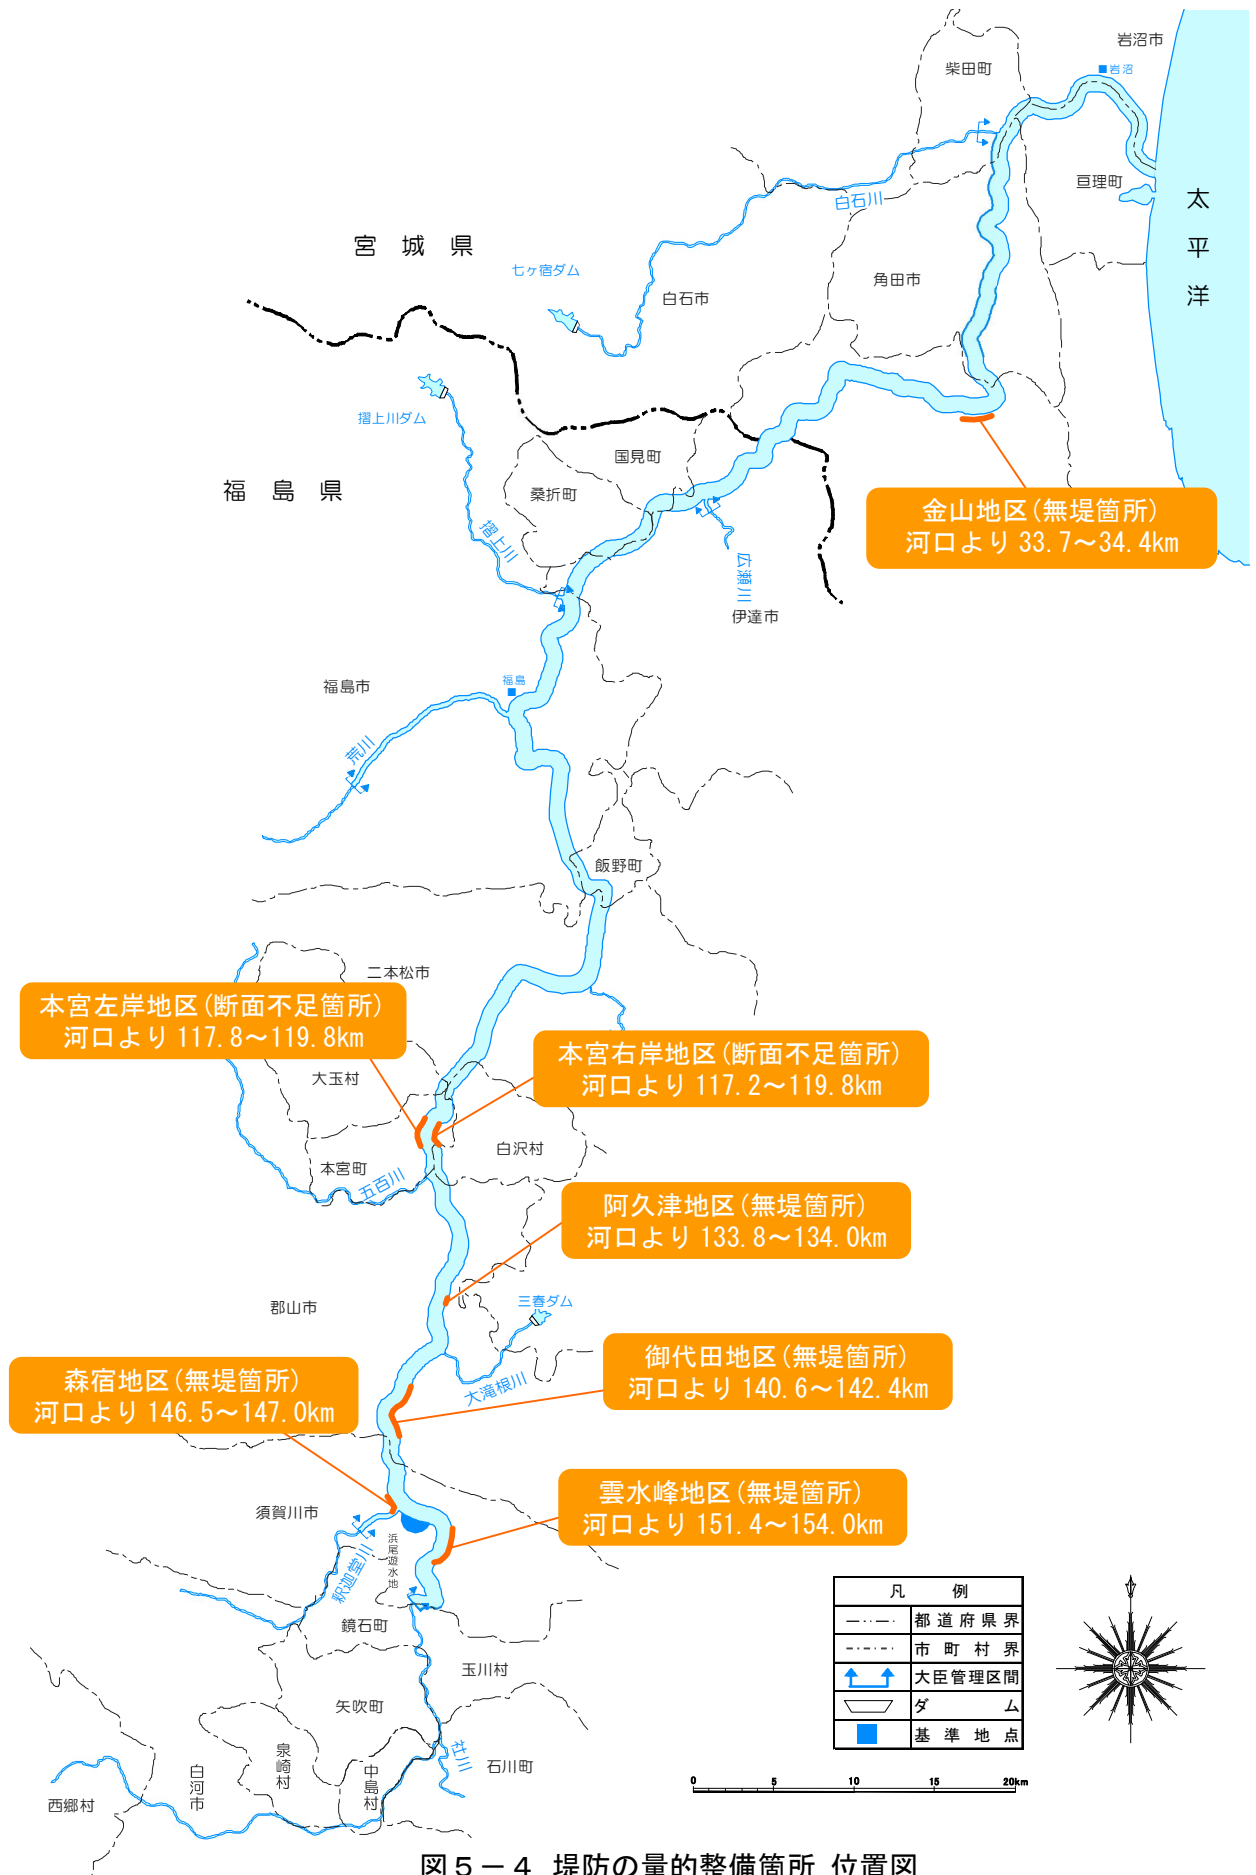 岩沼市
柴田町
岩沼
亘理町
白石川
太平洋
宮城県
七ヶ宿ダム
角田市
白石市
摺上川ダム
国見町
福島県
桑折町
金山地区(無堤箇所)
河口より 33.7～34.4km
摺上川
広瀬川
伊達市
福島市
福島
荒川
飯野町
二本松市
本宮左岸地区(断面不足箇所)
河口より 117.8～119.8km
本宮右岸地区(断面不足箇所)
河口より 117.2～119.8km
大玉村
白沢村
本宮町
五百川
阿久津地区(無堤箇所)
河口より 133.8～134.0km
郡山市
三春ダム
御代田地区(無堤箇所)
河口より 140.6～142.4km
森宿地区(無堤箇所)
河口より 146.5～147.0km
大滝根川
雲水峰地区(無堤箇所)
河口より 151.4～154.0km
須賀川市
浜尾遊水地
釈迦堂川
鏡石町
玉川村
矢吹町
社川
石川町
泉崎村
中島村
白河市
西郷村
凡例
都道府県界
市町村界
大臣管理区間
ダム
基準地点
0 5 10 15 20km
図５－４ 堤防の量的整備箇所 位置図